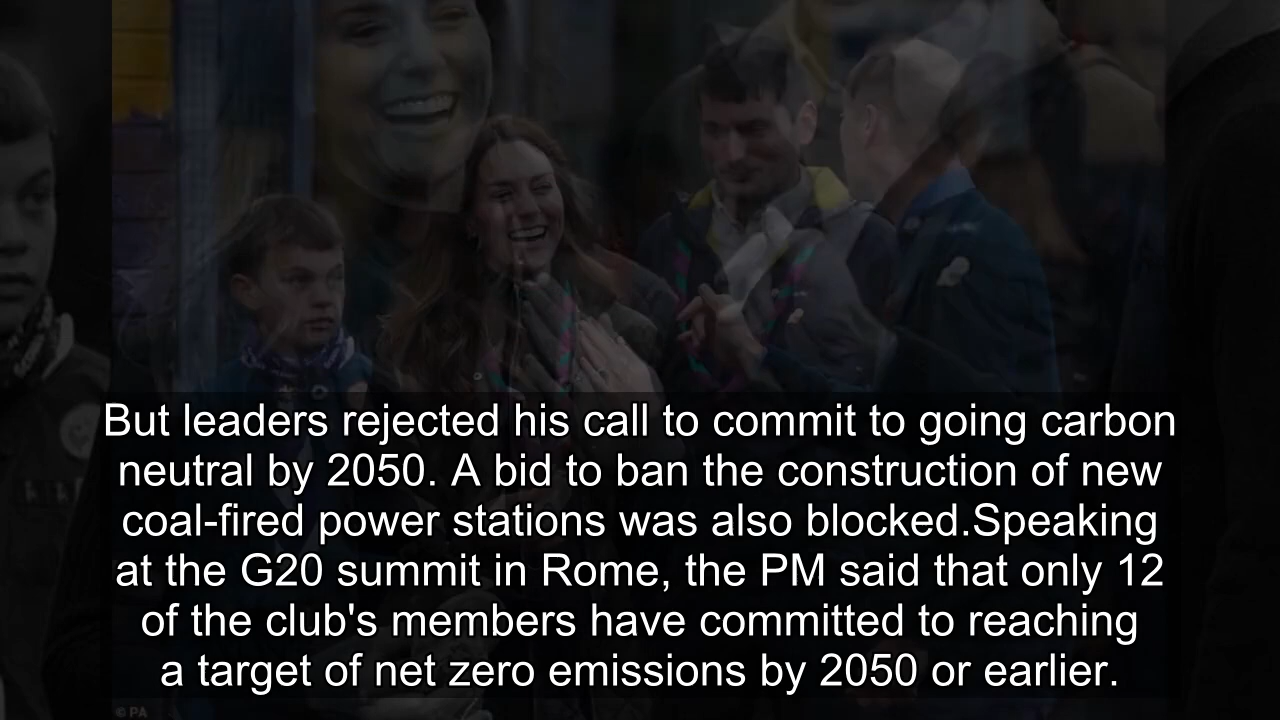 But leaders rejected his call to commit to going carbon
neutral by 2050. A bid to ban the construction of new
coal-fired power stations was also blocked.Speaking
at the G20 summit in Rome, the PM said that only 12
of the club's members have committed to reaching
a target of net zero emissions by 2050 or earlier.
© PA